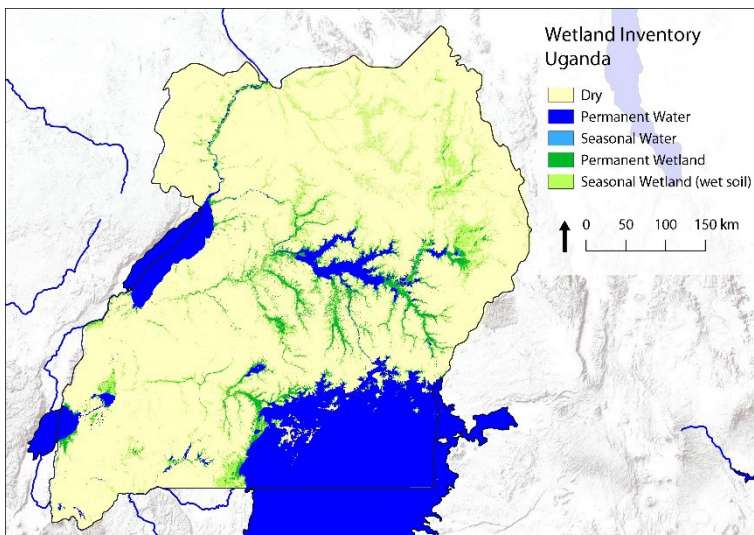 Wetland Inventory
Uganda
Dry
Permanent Water
Seasonal Water
Permanent Wetland
Seasonal Wetland (wet soil)
0 50 100 150 km